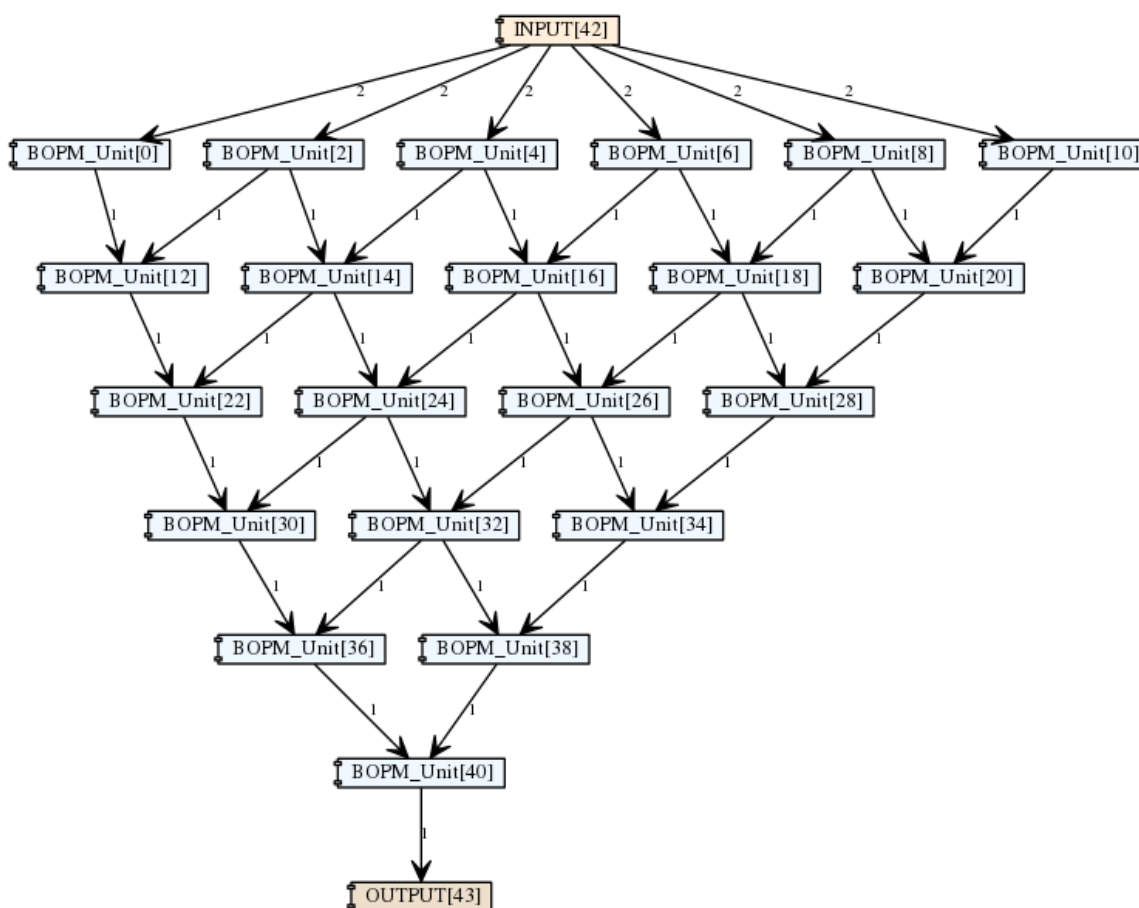 INPUT[42]
2 2 2 2 2 2
BOPM_Unit[0] BOPM_Unit[2] BOPM_Unit[4] BOPM_Unit[6] BOPM_Unit[8] BOPM_Unit[10]
1 1 1 1 1 1 1 1 1 1
BOPM_Unit[12] BOPM_Unit[14] BOPM_Unit[16] BOPM_Unit[18] BOPM_Unit[20]
1 1 1 1 1 1 1 1
BOPM_Unit[22] BOPM_Unit[24] BOPM_Unit[26] BOPM_Unit[28]
1 1 1 1 1 1
BOPM_Unit[30] BOPM_Unit[32] BOPM_Unit[34]
1 1 1 1
BOPM_Unit[36] BOPM_Unit[38]
1 1
BOPM_Unit[40]
1
OUTPUT[43]